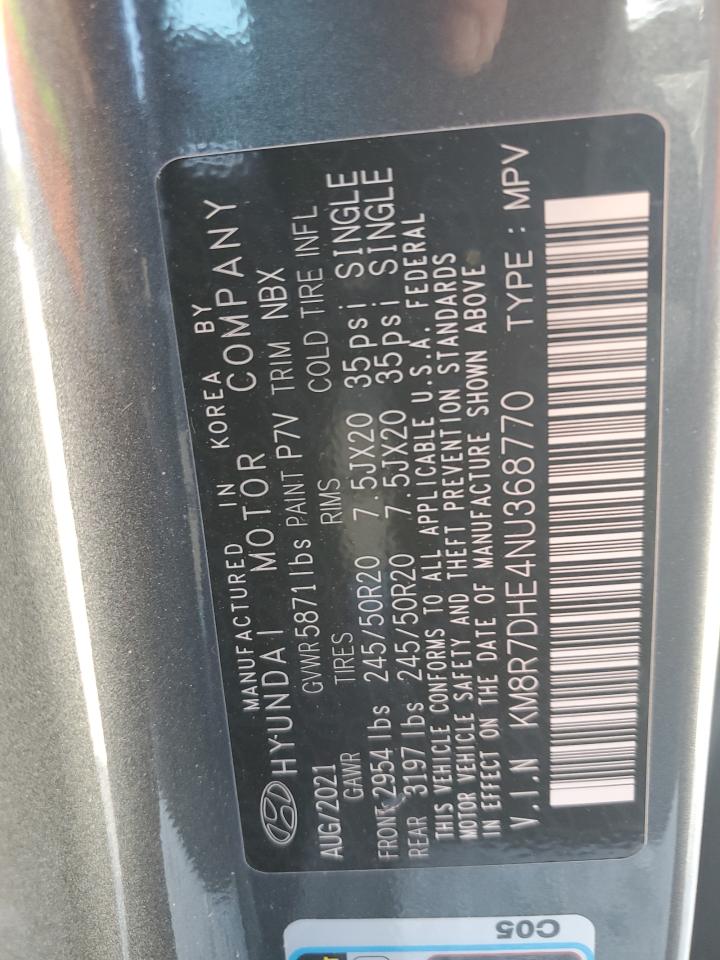 MANUFACTURED IN KOREA BY
HYUNDAI MOTOR COMPANY
GVWR 5871 lbs PAINT P7V TRIM NBX
AUG/2021 TIRES RIMS COLD TIRE INFL
GAWR
FRONT 2954 lbs 245/50R20 7.5JX20 35psi SINGLE
REAR 3197 lbs 245/50R20 7.5JX20 35psi SINGLE
THIS VEHICLE CONFORMS TO ALL APPLICABLE U.S.A. FEDERAL
MOTOR VEHICLE SAFETY AND THEFT PREVENTION STANDARDS
IN EFFECT ON THE DATE OF MANUFACTURE SHOWN ABOVE
V.I.N KM8R7DHE4NU368770 TYPE : MPV
C05